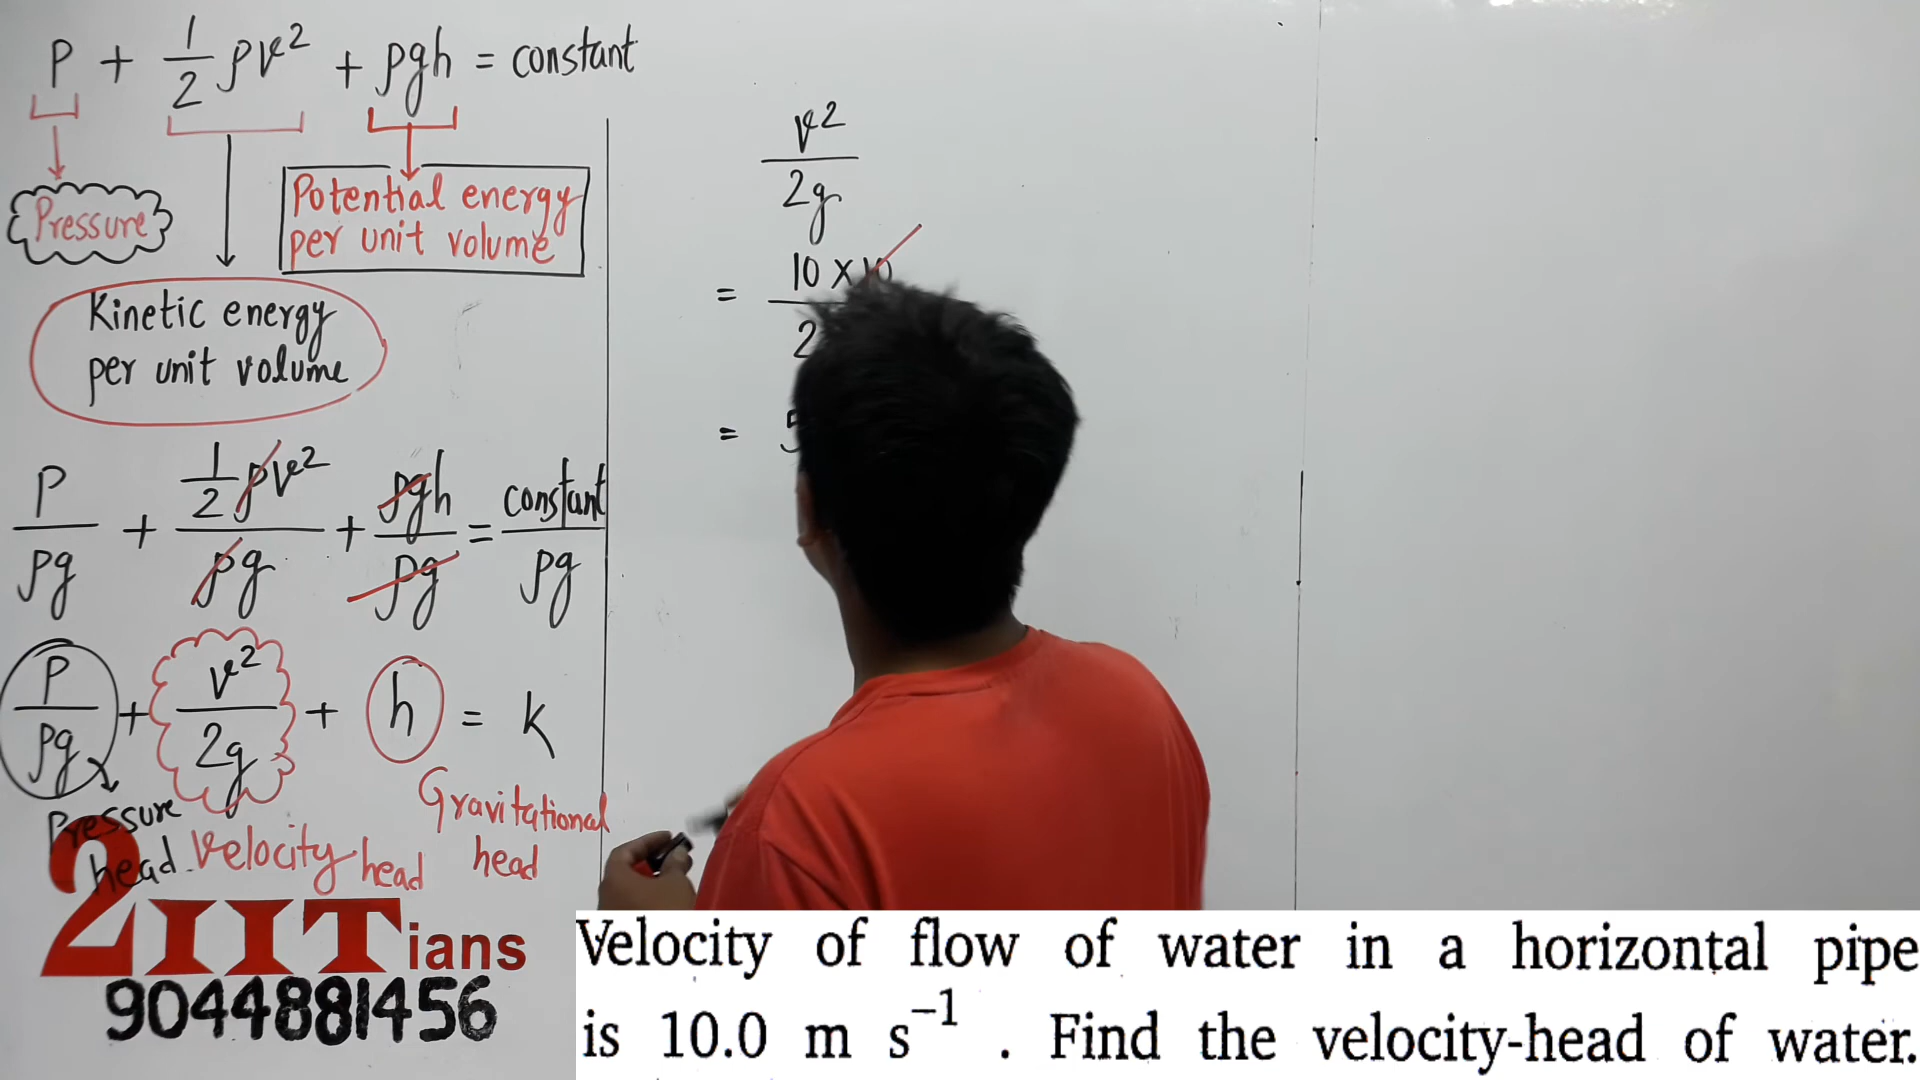 P + 1/2 ρv² + ρgh = constant
Pressure
Potential energy
per unit volume
Kinetic energy
per unit volume
P/ρg + 1/2 ρv²/ρg + ρgh/ρg = constant/ρg
P/ρg + v²/2g + h = K
Pressure
head
Velocity head
Gravitational
head
v²/2g
= 10 × 10
2
= 5
2IITians
9044881456
Velocity of flow of water in a horizontal pipe
is 10.0 m s⁻¹ . Find the velocity-head of water.